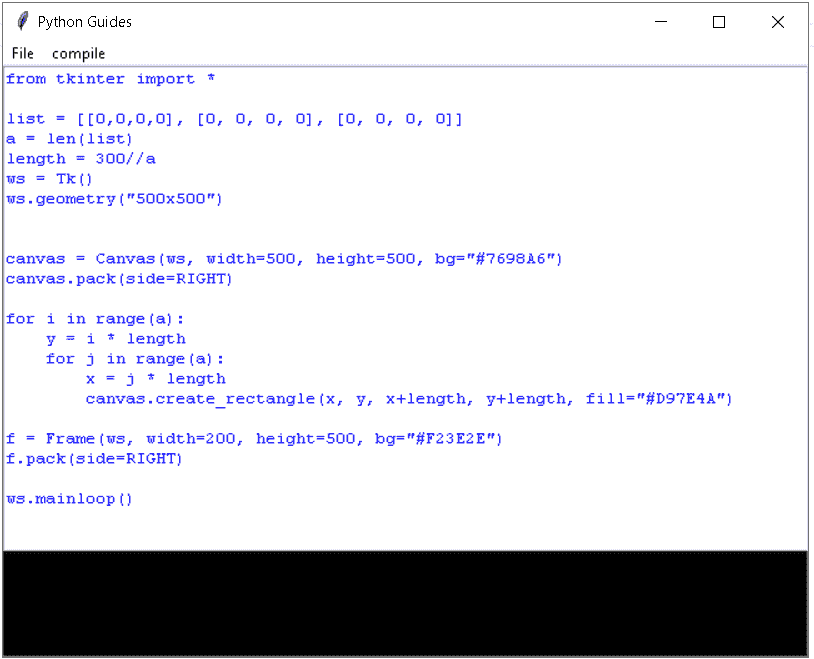 Python Guides
File compile
from tkinter import *
list = [[0,0,0,0], [0, 0, 0, 0], [0, 0, 0, 0]]
a = len(list)
length = 300//a
ws = Tk()
ws.geometry("500x500")
canvas = Canvas(ws, width=500, height=500, bg="#7698A6")
canvas.pack(side=RIGHT)
for i in range(a):
    y = i * length
    for j in range(a):
        x = j * length
        canvas.create_rectangle(x, y, x+length, y+length, fill="#D97E4A")
f = Frame(ws, width=200, height=500, bg="#F23E2E")
f.pack(side=RIGHT)
ws.mainloop()